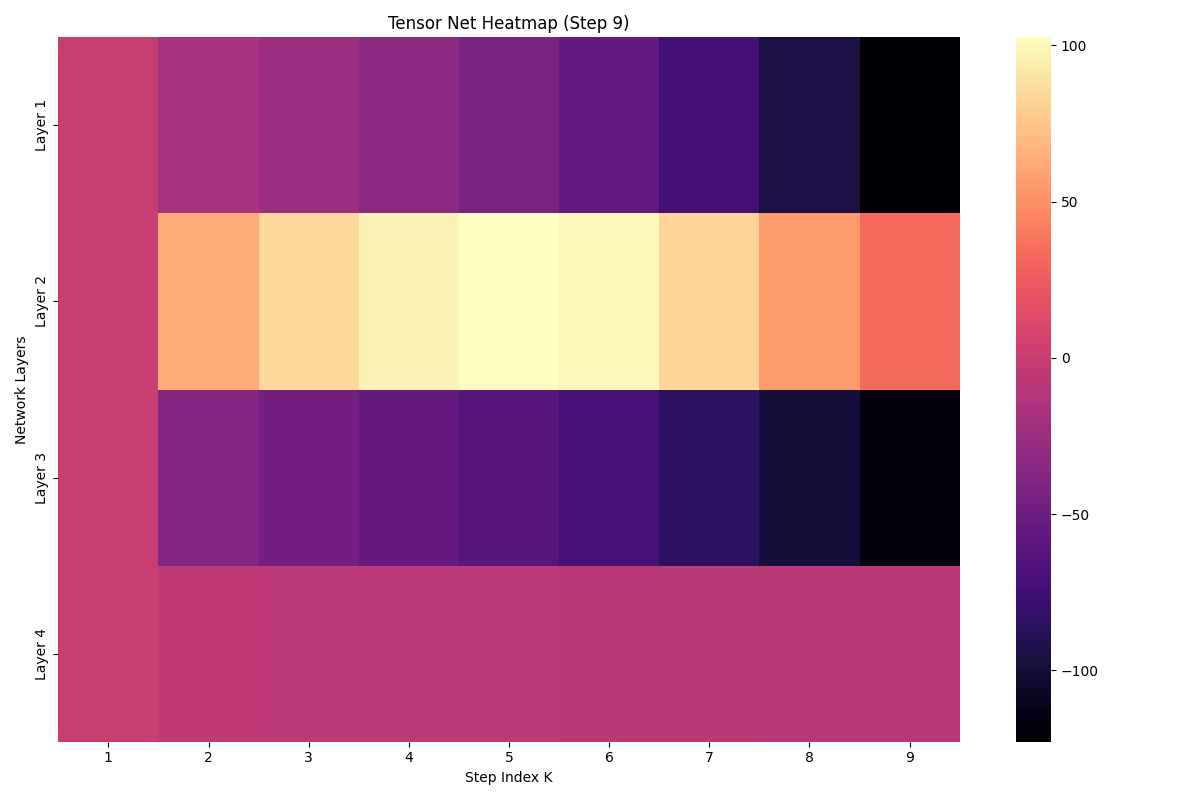 Tensor Net Heatmap (Step 9)
Network Layers
Layer 1
Layer 2
Layer 3
Layer 4
1 2 3 4 5 6 7 8 9
Step Index K
100
50
0
−50
−100